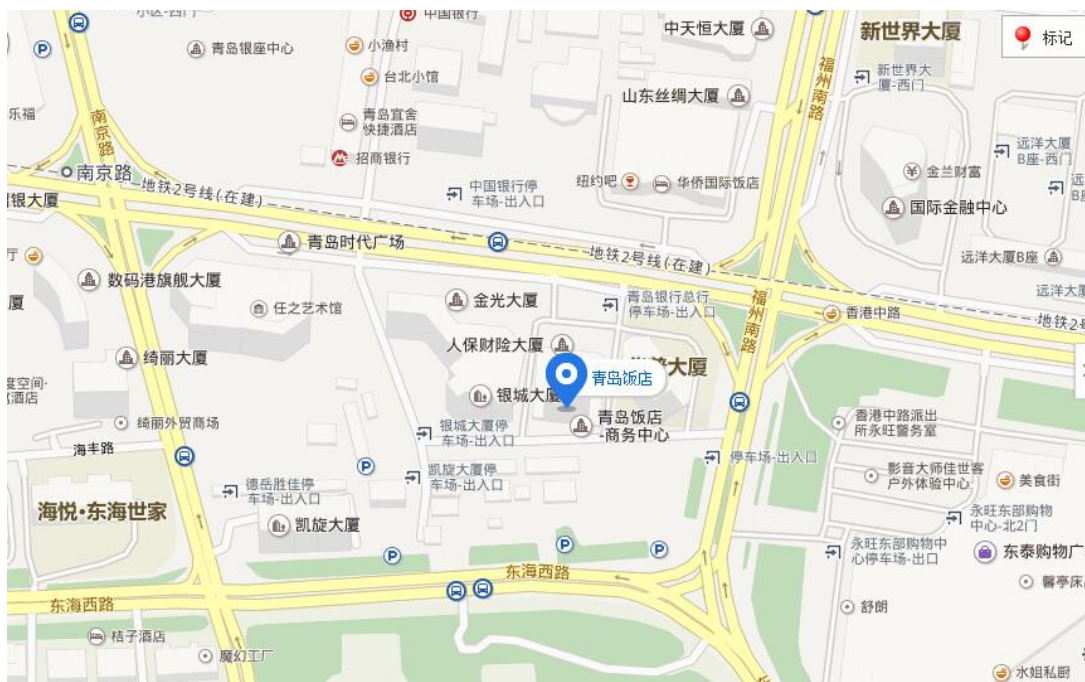 中国银行
中天恒大厦
新世界大厦
标记
青岛银座中心
小渔村
台北小馆
新世界大
厦-西门
福州南路
山东丝绸大厦
乐福
南京路
青岛宜舍
快捷酒店
招商银行
远洋大厦
B座-西门
南京路
地铁2号线(在建)
中国银行停
车场-出入口
纽约吧
华侨国际饭店
金兰财富
国际金融中心
银大厦
青岛时代广场
地铁2号线(在建)
远洋大厦B座
厅
数码港旗舰大厦
厦
任之艺术馆
金光大厦
青岛银行总行
停车场-出入口
福州南路
香港中路
远洋大厦
地铁2号
人保财险大厦
大厦
绮丽大厦
青岛饭店
度空间·
酒店
银城大厦
绮丽外贸商场
青岛饭店
-商务中心
香港中路派出
所永旺警务室
海丰路
银城大厦停
车场-出入口
停车场-出入口
凯旋大厦停
车场-出入口
德岳胜佳停
车场-出入口
影音大师佳世客
户外体验中心
美食街
海悦·东海世家
凯旋大厦
永旺东部购物
中心-北2门
永旺东部购物中
心停车场-出口
东泰购物广
东海西路
馨亭床
东海西路
舒朗
桔子酒店
魔幻工厂
水姐私厨